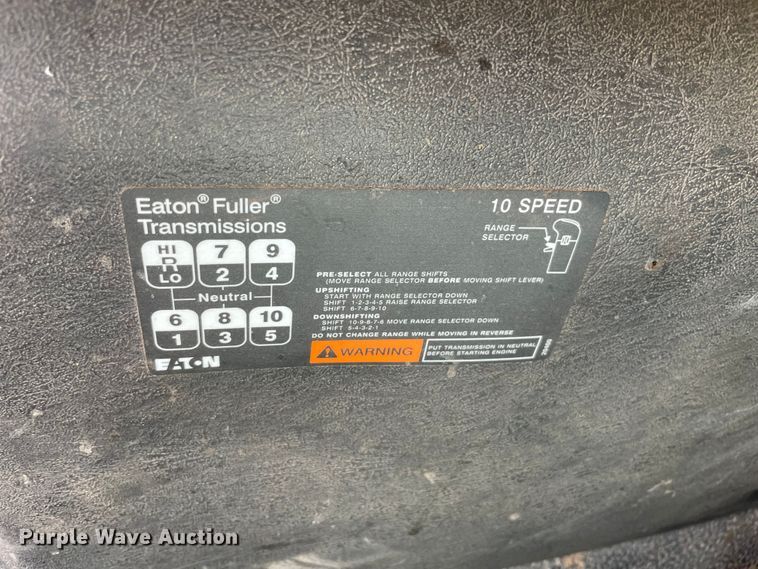 Eaton® Fuller®
Transmissions
10 SPEED
RANGE
SELECTOR
HI 7 9
R 2 4
LO
Neutral
6 8 10
1 3 5
EATON
PRE-SELECT ALL RANGE SHIFTS
(MOVE RANGE SELECTOR BEFORE MOVING SHIFT LEVER)
UPSHIFTING
START WITH RANGE SELECTOR DOWN
SHIFT 1-2-3-4-5 RAISE RANGE SELECTOR
SHIFT 6-7-8-9-10
DOWNSHIFTING
SHIFT 10-9-8-7-6 MOVE RANGE SELECTOR DOWN
SHIFT 5-4-3-2-1
DO NOT CHANGE RANGE WHILE MOVING IN REVERSE
WARNING
PUT TRANSMISSION IN NEUTRAL
BEFORE STARTING ENGINE
Purple Wave Auction